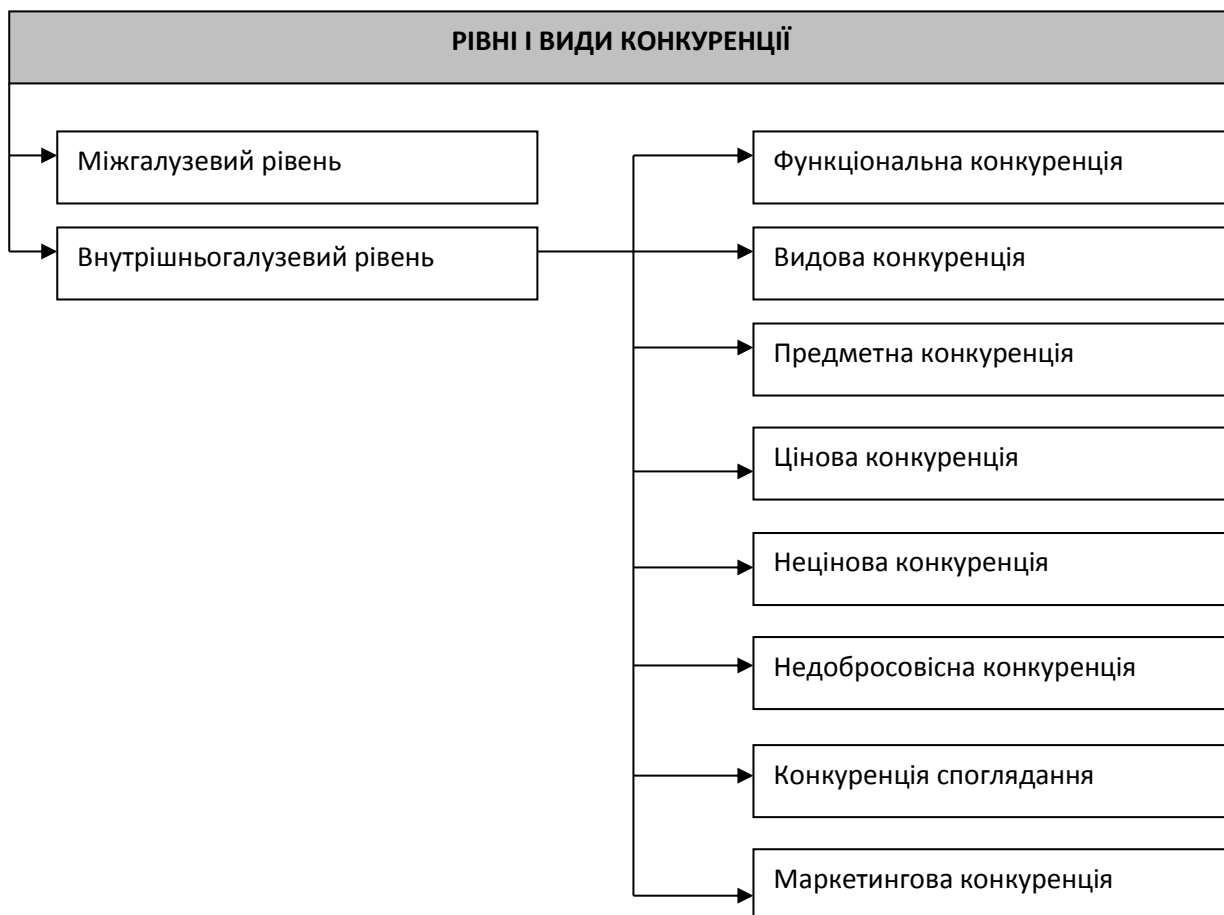 РІВНІ І ВИДИ КОНКУРЕНЦІЇ
Міжгалузевий рівень
Внутрішньогалузевий рівень
Функціональна конкуренція
Видова конкуренція
Предметна конкуренція
Цінова конкуренція
Нецінова конкуренція
Недобросовісна конкуренція
Конкуренція споглядання
Маркетингова конкуренція